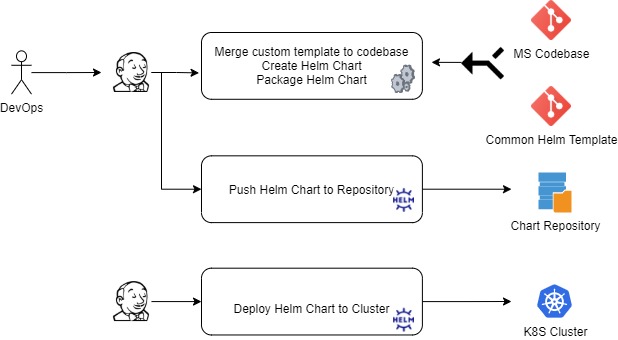 Merge custom template to codebase
Create Helm Chart
Package Helm Chart
MS Codebase
DevOps
Common Helm Template
Push Helm Chart to Repository
HELM
Chart Repository
Deploy Helm Chart to Cluster
HELM
K8S Cluster